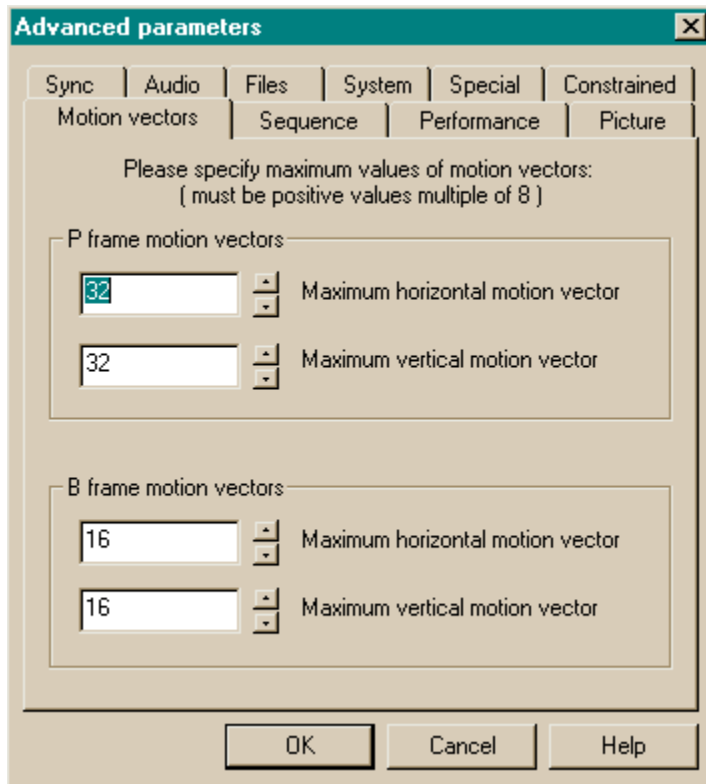 Advanced parameters
Sync Audio Files System Special Constrained
Motion vectors Sequence Performance Picture
Please specify maximum values of motion vectors:
( must be positive values multiple of 8 )
P frame motion vectors
32 Maximum horizontal motion vector
32 Maximum vertical motion vector
B frame motion vectors
16 Maximum horizontal motion vector
16 Maximum vertical motion vector
OK Cancel Help